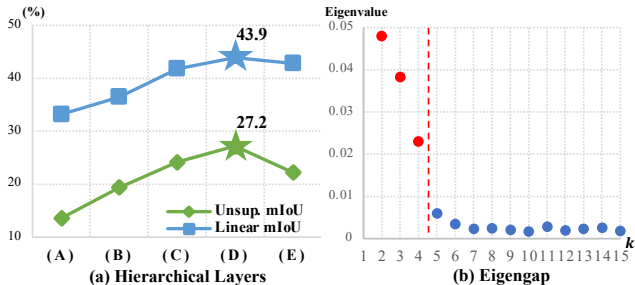 (%)
50
40
30
20
10
43.9
27.2
Unsup. mIoU
Linear mIoU
(A) (B) (C) (D) (E)
(a) Hierarchical Layers
Eigenvalue
0.05
0.04
0.03
0.02
0.01
0
1 2 3 4 5 6 7 8 9 10 11 12 13 14 15
k
(b) Eigengap